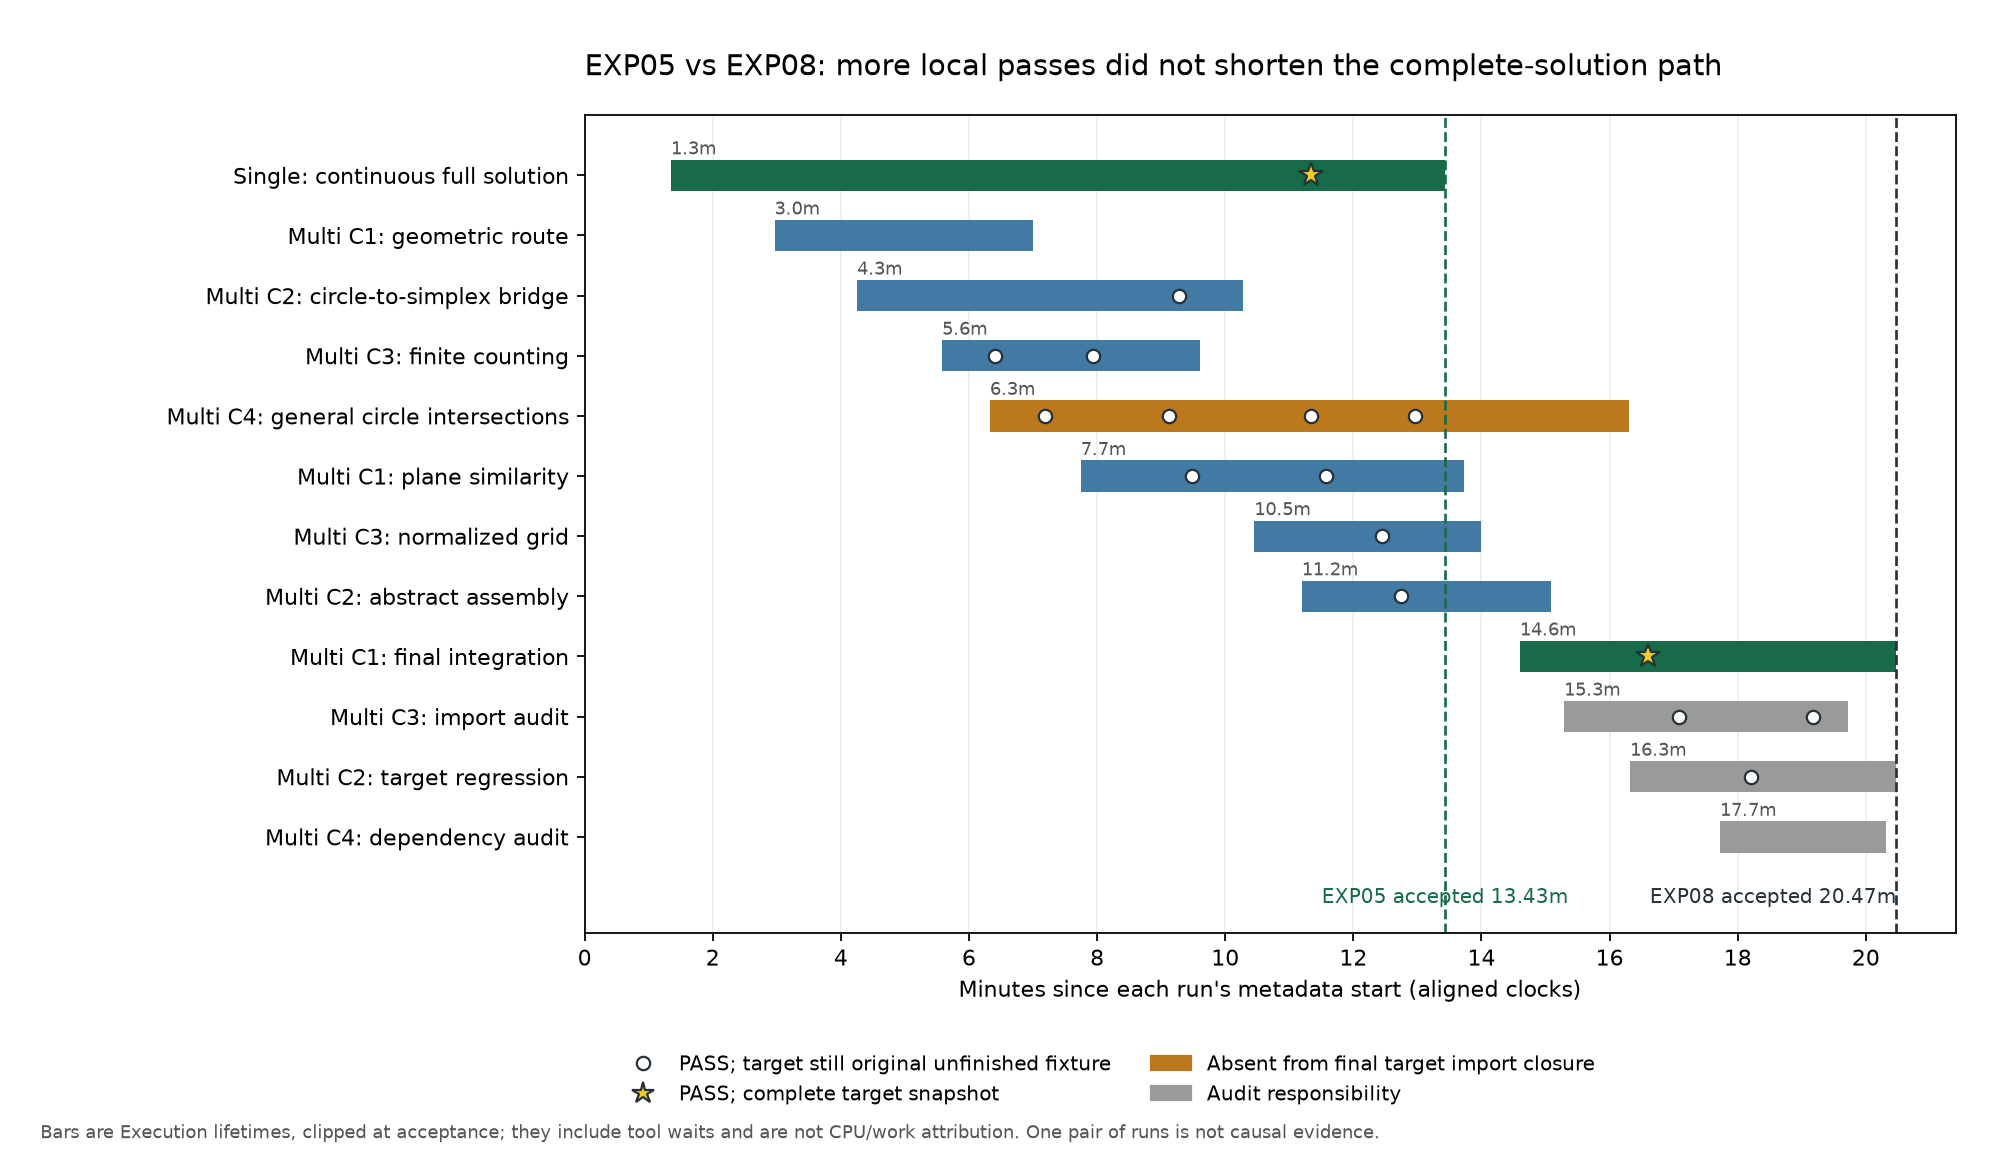 EXP05 vs EXP08: more local passes did not shorten the complete-solution path
1.3m
Single: continuous full solution
3.0m
Multi C1: geometric route
4.3m
Multi C2: circle-to-simplex bridge
5.6m
Multi C3: finite counting
6.3m
Multi C4: general circle intersections
7.7m
Multi C1: plane similarity
10.5m
Multi C3: normalized grid
11.2m
Multi C2: abstract assembly
14.6m
Multi C1: final integration
15.3m
Multi C3: import audit
16.3m
Multi C2: target regression
17.7m
Multi C4: dependency audit
EXP05 accepted 13.43m
EXP08 accepted 20.47m
0 2 4 6 8 10 12 14 16 18 20
Minutes since each run's metadata start (aligned clocks)
PASS; target still original unfinished fixture
Absent from final target import closure
PASS; complete target snapshot
Audit responsibility
Bars are Execution lifetimes, clipped at acceptance; they include tool waits and are not CPU/work attribution. One pair of runs is not causal evidence.